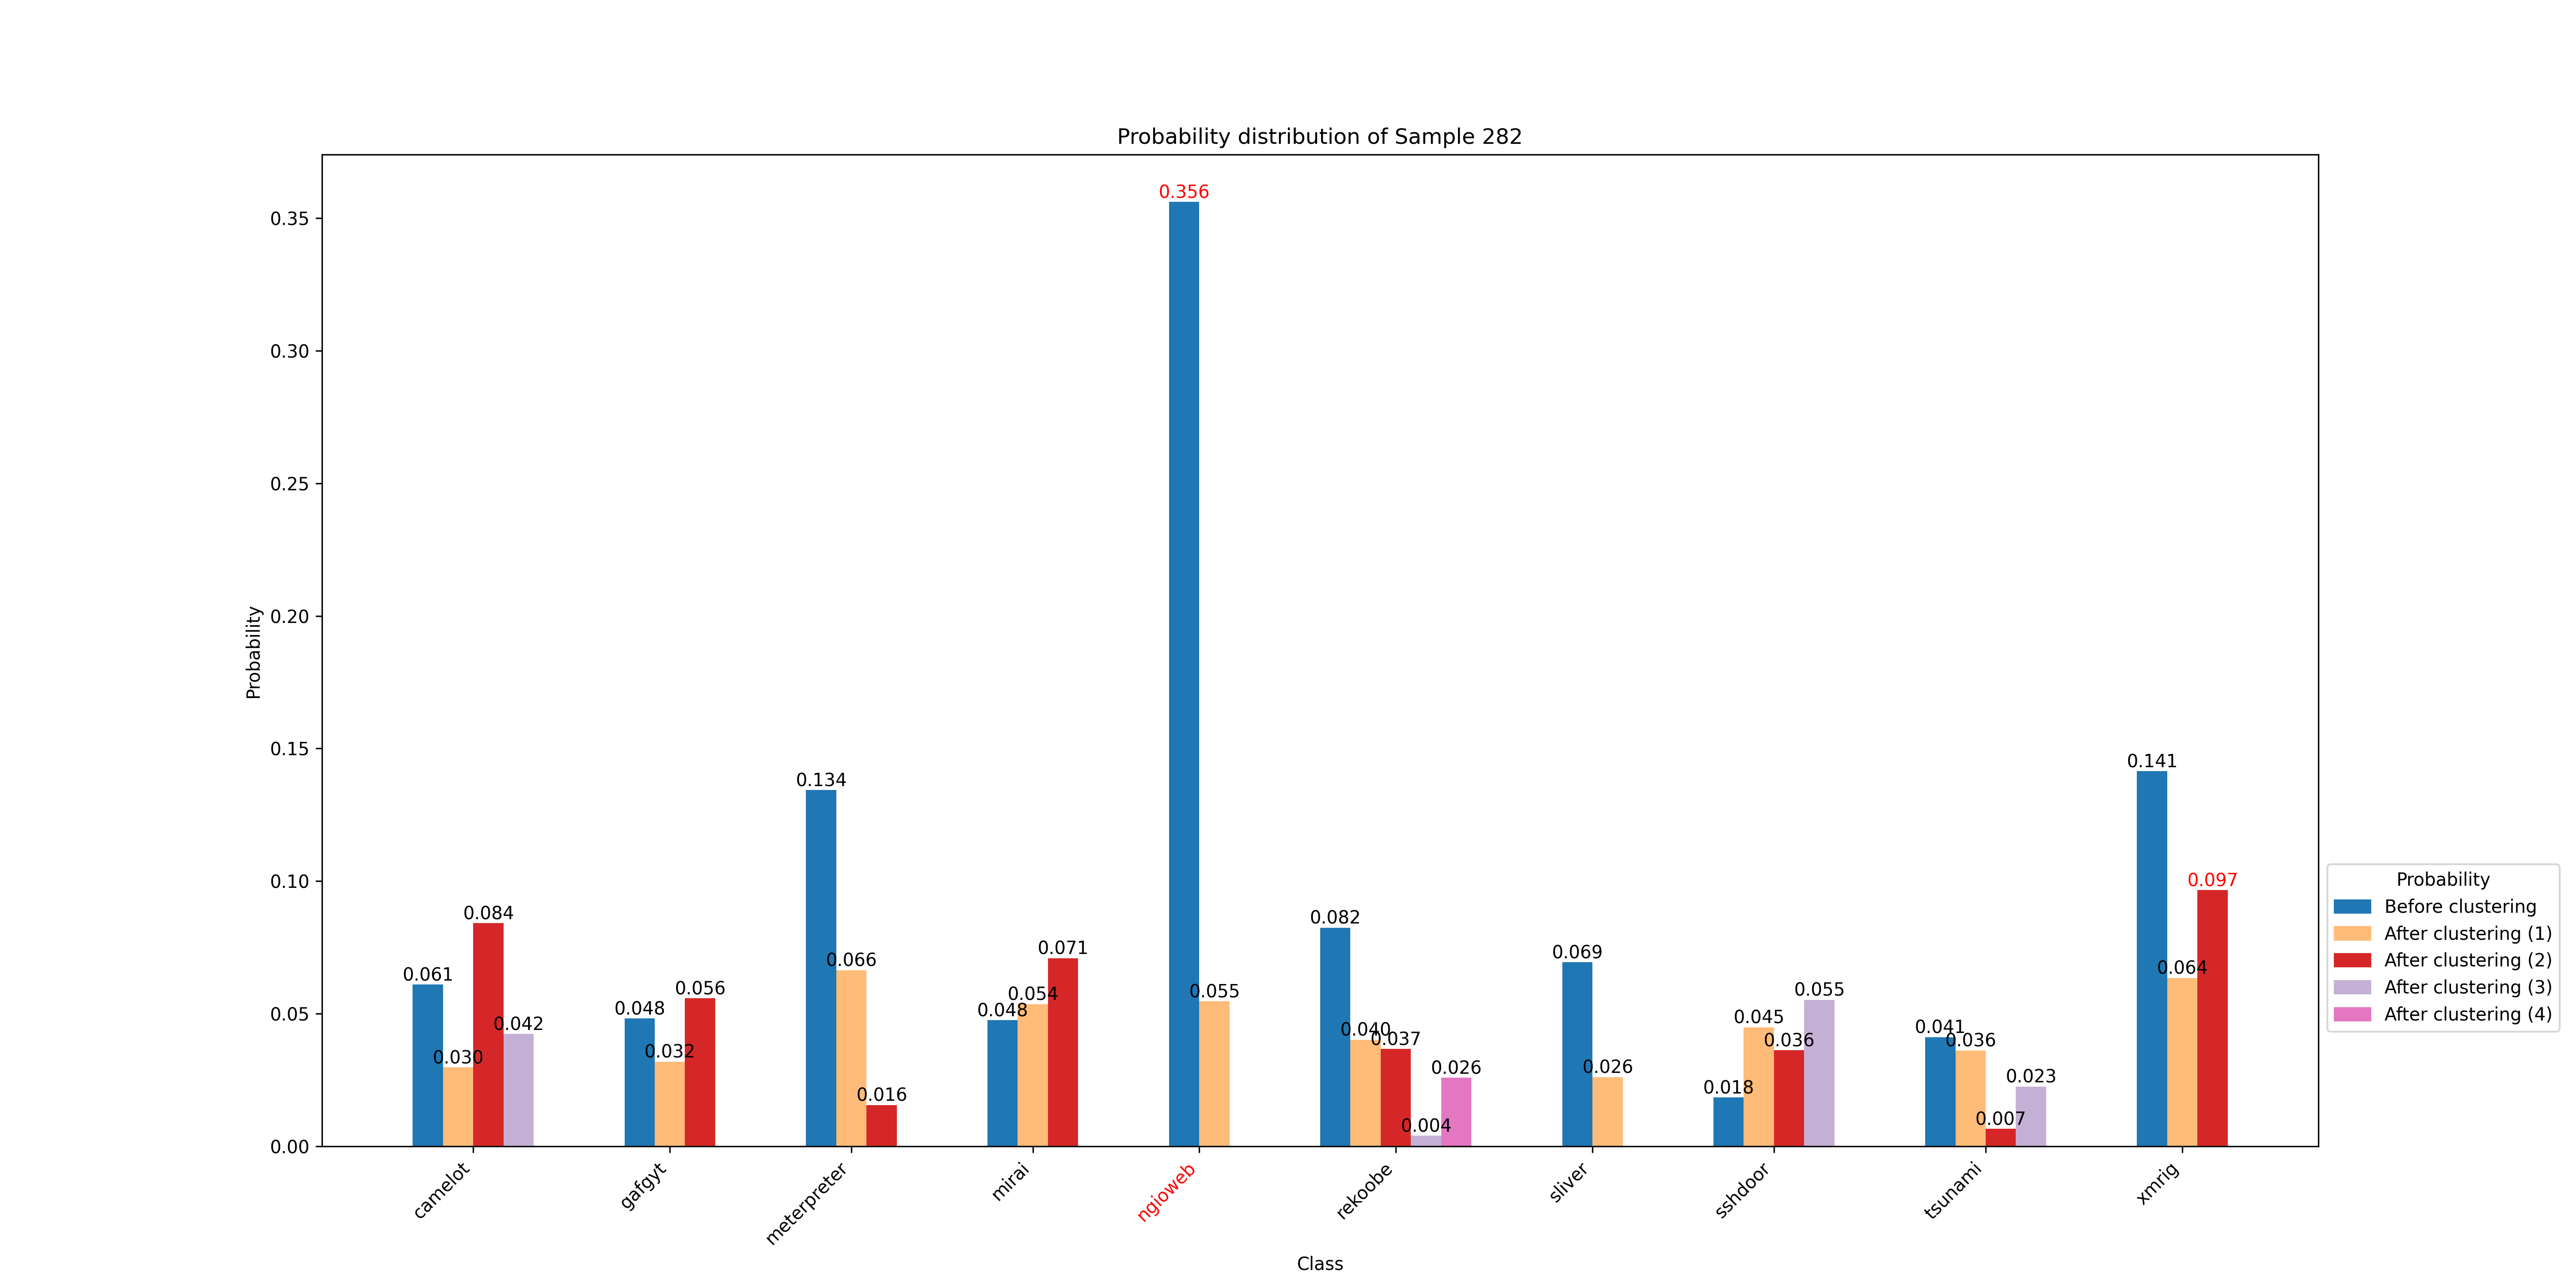 Probability distribution of Sample 282
Probability
0.35
0.30
0.25
0.20
0.15
0.10
0.05
0.00
0.061
0.030
0.084
0.042
0.048
0.032
0.056
0.134
0.066
0.016
0.048
0.054
0.071
0.356
0.055
0.082
0.040
0.037
0.004
0.026
0.069
0.026
0.018
0.045
0.036
0.055
0.041
0.036
0.007
0.023
0.141
0.064
0.097
camelot
gafgyt
meterpreter
mirai
ngioweb
rekoobe
sliver
sshdoor
tsunami
xmrig
Class
Probability
Before clustering
After clustering (1)
After clustering (2)
After clustering (3)
After clustering (4)